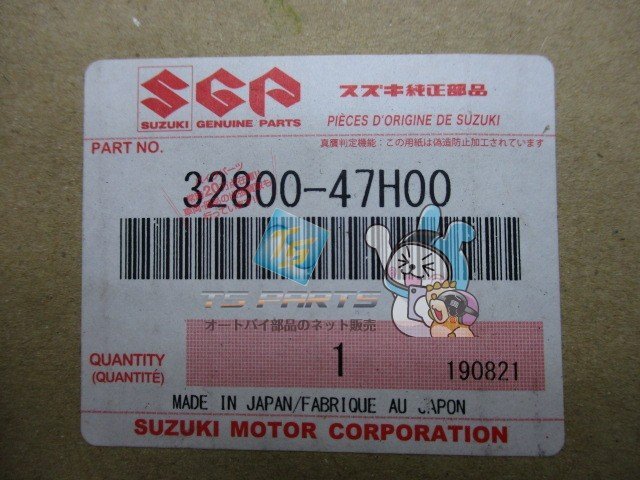 SGP
スズキ純正部品
SUZUKI GENUINE PARTS
PIÈCES D'ORIGINE DE SUZUKI
PART NO.
真贋判定機能：この用紙は偽造防止加工されています
32800-47H00
TS PARTS
オートバイ部品のネット販売
QUANTITY
(QUANTITÉ)
1
190821
MADE IN JAPAN/FABRIQUE AU JAPON
SUZUKI MOTOR CORPORATION